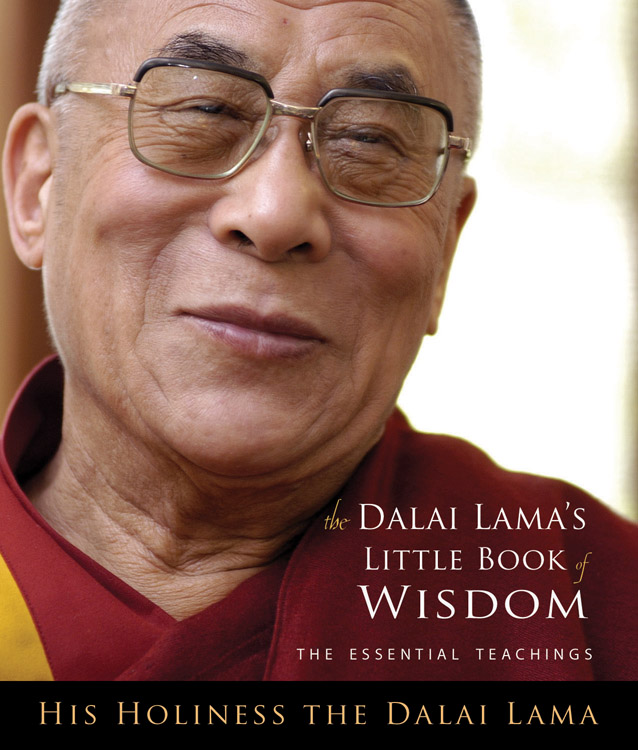 the DALAI LAMA'S
LITTLE BOOK of
WISDOM
THE ESSENTIAL TEACHINGS
HIS HOLINESS THE DALAI LAMA